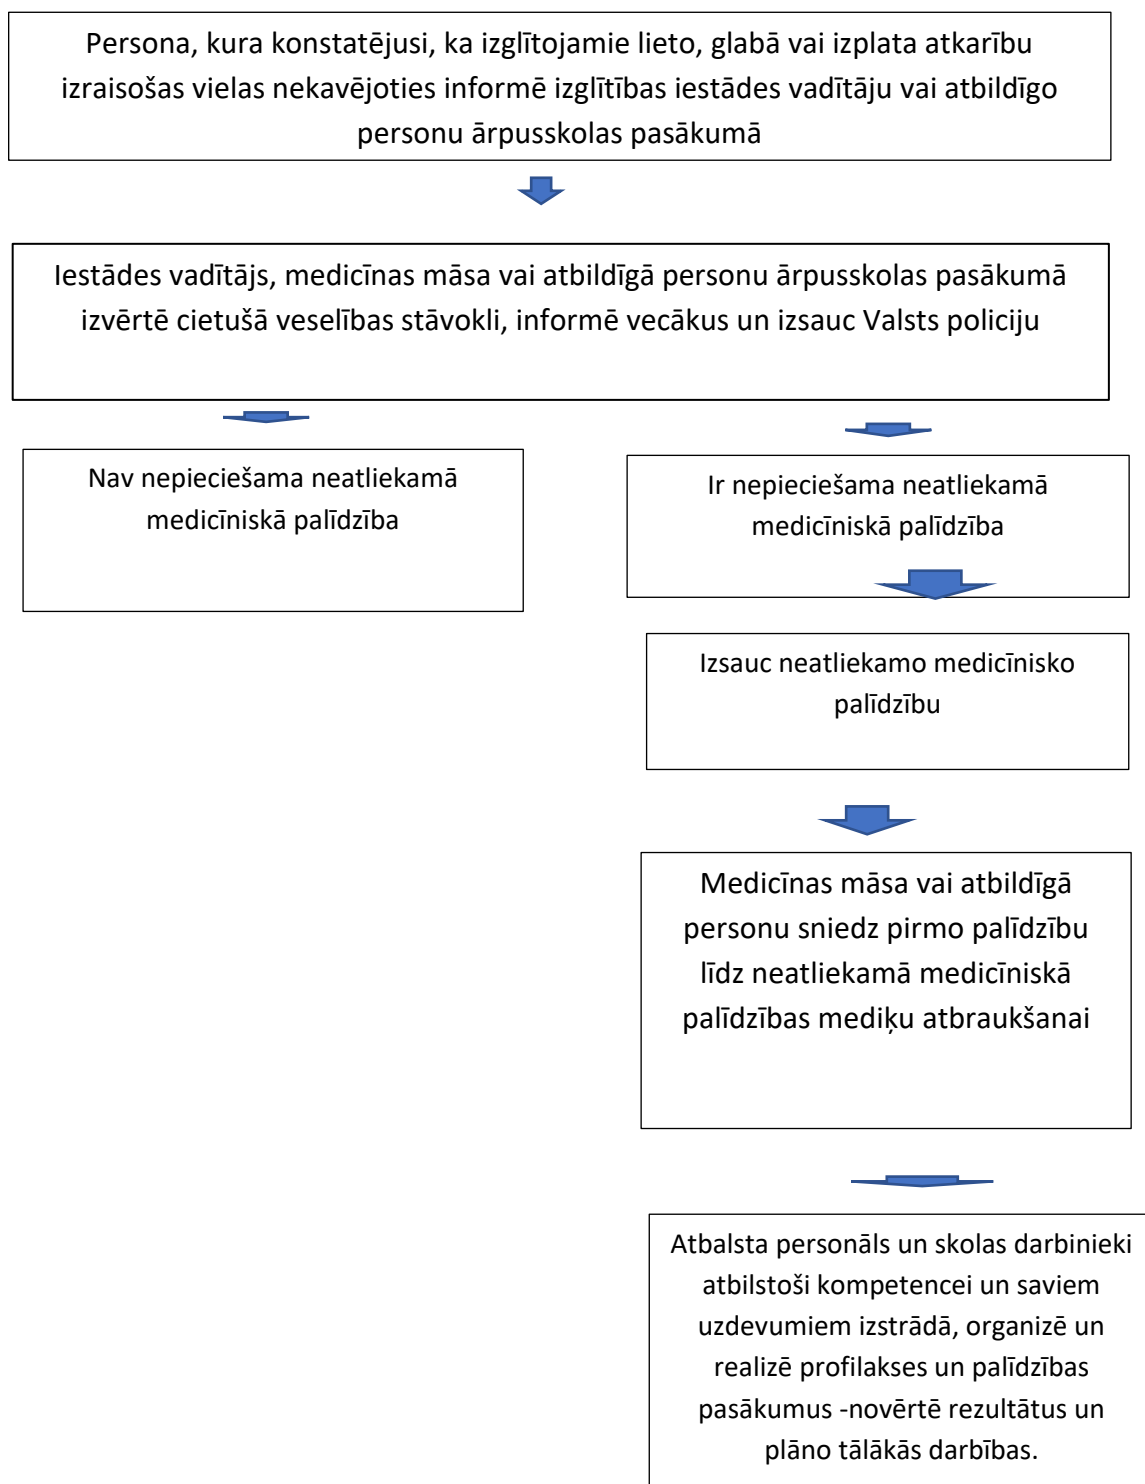 Persona, kura konstatējusi, ka izglītojamie lieto, glabā vai izplata atkarību
izraisošas vielas nekavējoties informē izglītības iestādes vadītāju vai atbildīgo
personu ārpusskolas pasākumā
Iestādes vadītājs, medicīnas māsa vai atbildīgā personu ārpusskolas pasākumā
izvērtē cietušā veselības stāvokli, informē vecākus un izsauc Valsts policiju
Nav nepieciešama neatliekamā
medicīniskā palīdzība
Ir nepieciešama neatliekamā
medicīniskā palīdzība
Izsauc neatliekamo medicīnisko
palīdzību
Medicīnas māsa vai atbildīgā
personu sniedz pirmo palīdzību
līdz neatliekamā medicīniskā
palīdzības mediķu atbraukšanai
Atbalsta personāls un skolas darbinieki
atbilstoši kompetencei un saviem
uzdevumiem izstrādā, organizē un
realizē profilakses un palīdzības
pasākumus -novērtē rezultātus un
plāno tālākās darbības.